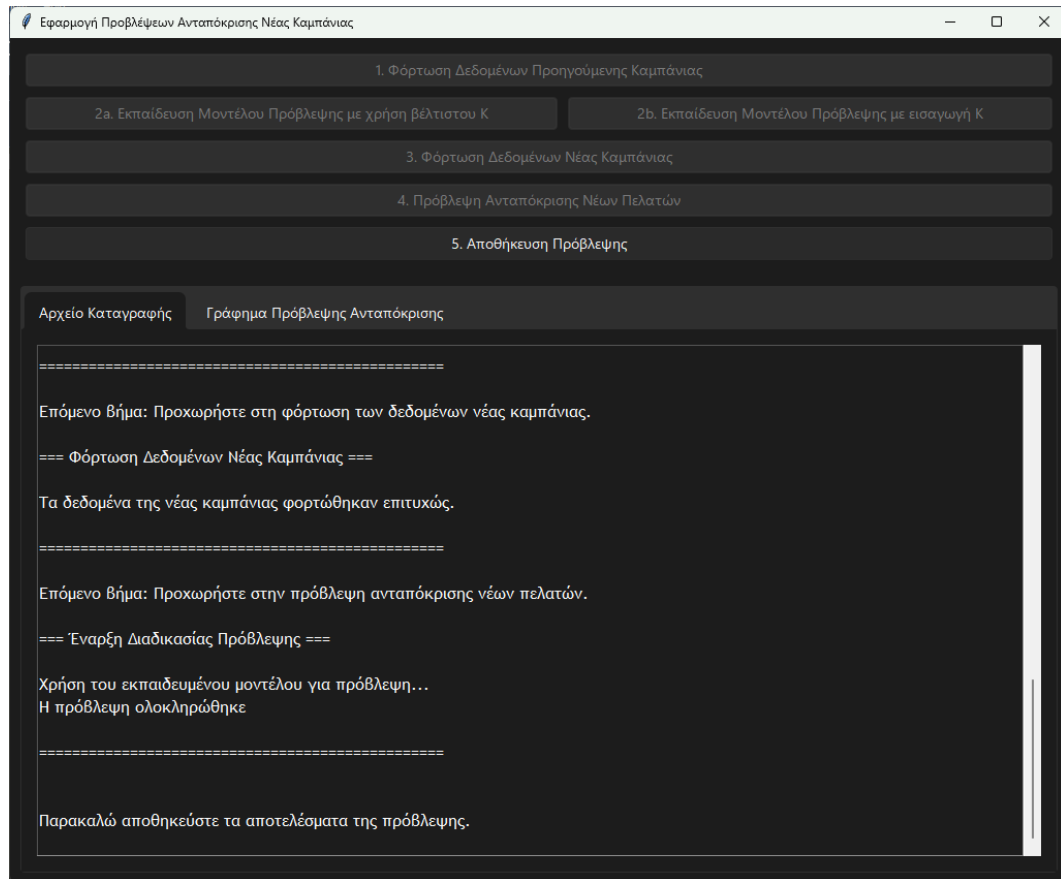 Εφαρμογή Προβλέψεων Ανταπόκρισης Νέας Καμπάνιας
1. Φόρτωση Δεδομένων Προηγούμενης Καμπάνιας
2a. Εκπαίδευση Μοντέλου Πρόβλεψης με χρήση βέλτιστου Κ
2b. Εκπαίδευση Μοντέλου Πρόβλεψης με εισαγωγή Κ
3. Φόρτωση Δεδομένων Νέας Καμπάνιας
4. Πρόβλεψη Ανταπόκρισης Νέων Πελατών
5. Αποθήκευση Πρόβλεψης
Αρχείο Καταγραφής
Γράφημα Πρόβλεψης Ανταπόκρισης
==================================================
Επόμενο βήμα: Προχωρήστε στη φόρτωση των δεδομένων νέας καμπάνιας.
=== Φόρτωση Δεδομένων Νέας Καμπάνιας ===
Τα δεδομένα της νέας καμπάνιας φορτώθηκαν επιτυχώς.
==================================================
Επόμενο βήμα: Προχωρήστε στην πρόβλεψη ανταπόκρισης νέων πελατών.
=== Έναρξη Διαδικασίας Πρόβλεψης ===
Χρήση του εκπαιδευμένου μοντέλου για πρόβλεψη...
Η πρόβλεψη ολοκληρώθηκε
==================================================
Παρακαλώ αποθηκεύστε τα αποτελέσματα της πρόβλεψης.